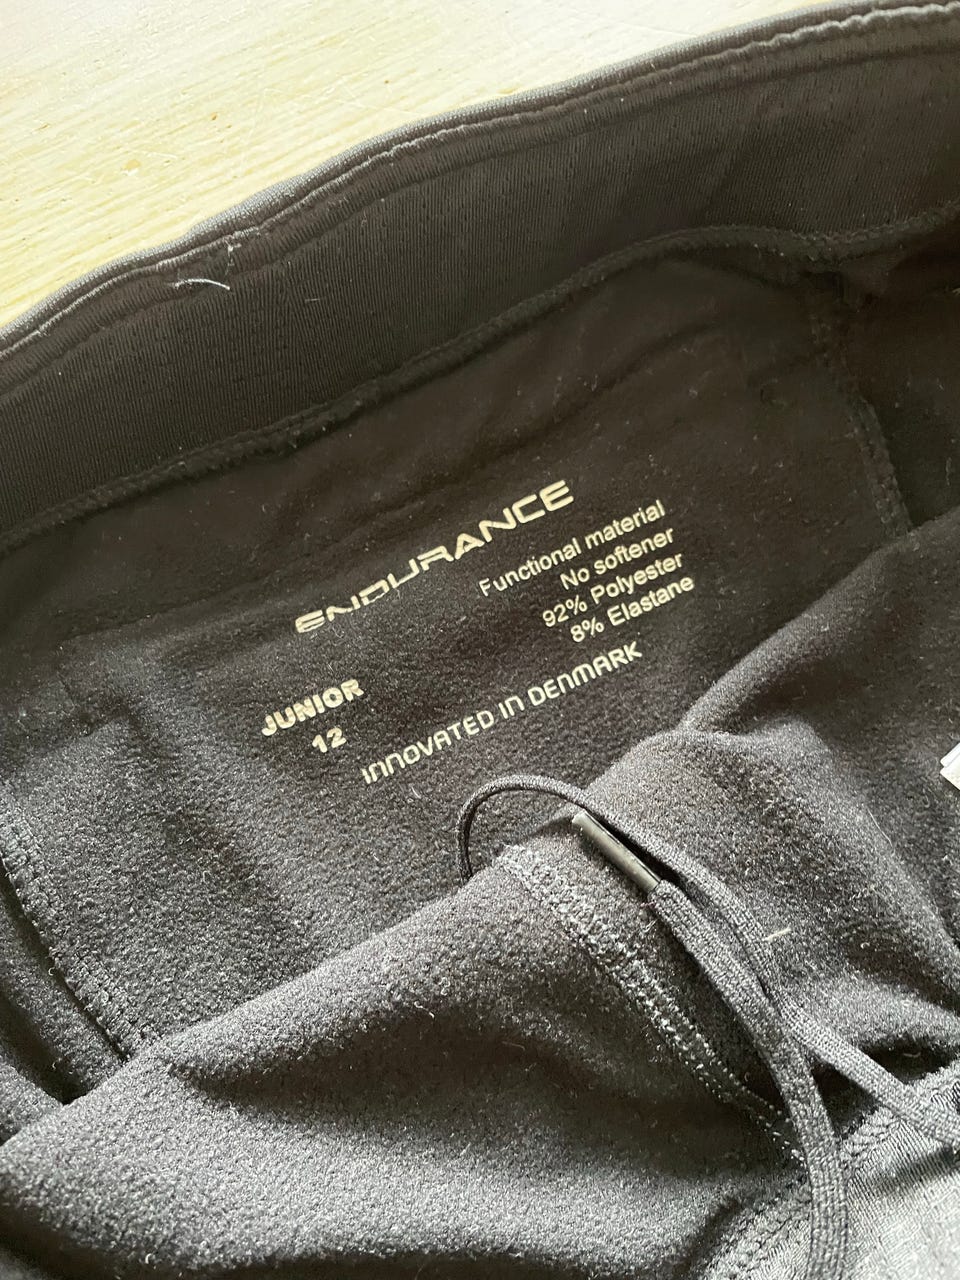 ENDURANCE
Functional material
No softener
92% Polyester
8% Elastane
JUNIOR
12
INNOVATED IN DENMARK